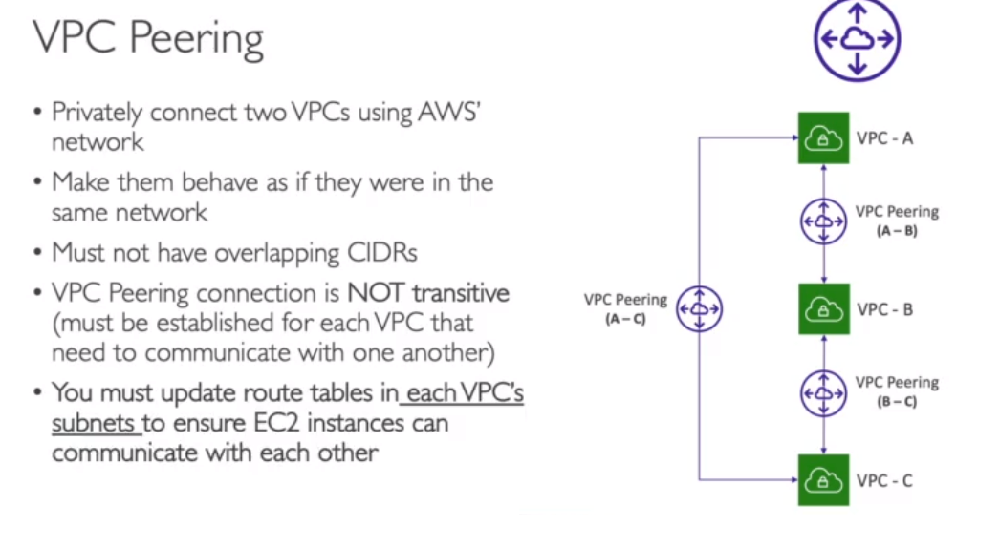 VPC Peering
• Privately connect two VPCs using AWS'
network
• Make them behave as if they were in the
same network
• Must not have overlapping CIDRs
• VPC Peering connection is NOT transitive
(must be established for each VPC that
need to communicate with one another)
• You must update route tables in each VPC's
subnets to ensure EC2 instances can
communicate with each other
VPC - A
VPC Peering
(A – B)
VPC Peering
(A – C)
VPC - B
VPC Peering
(B – C)
VPC - C